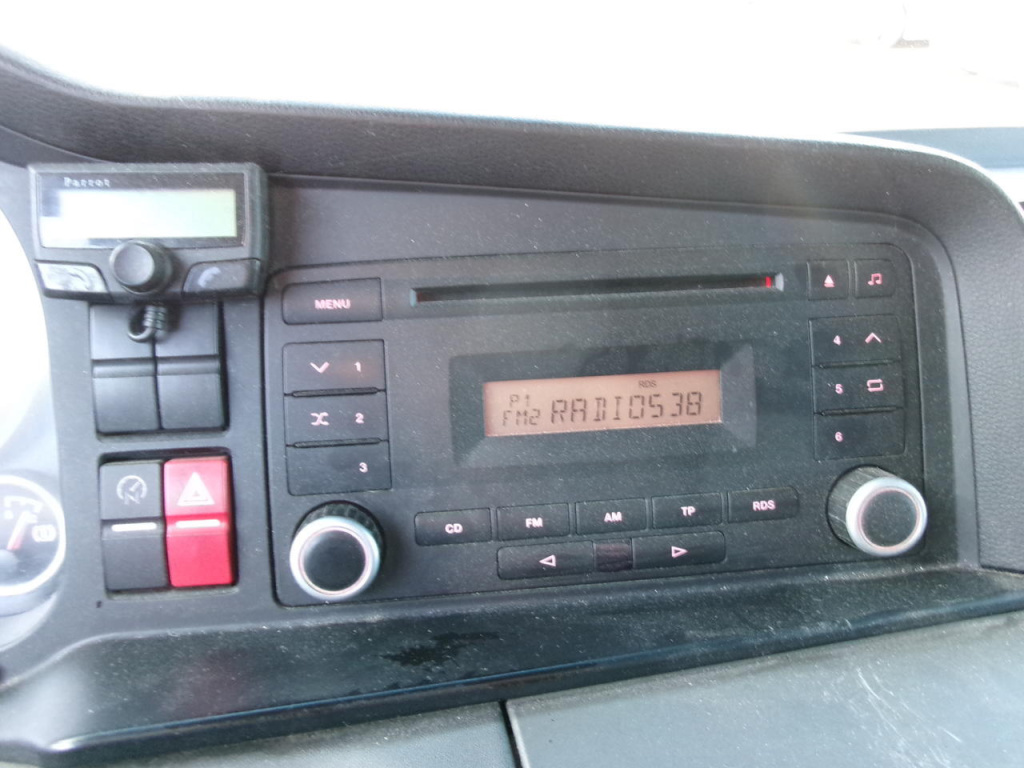 Parrot
MENU
1
2
3
4
5
6
RDS
P1
FM2 RADIO538
CD FM AM TP RDS